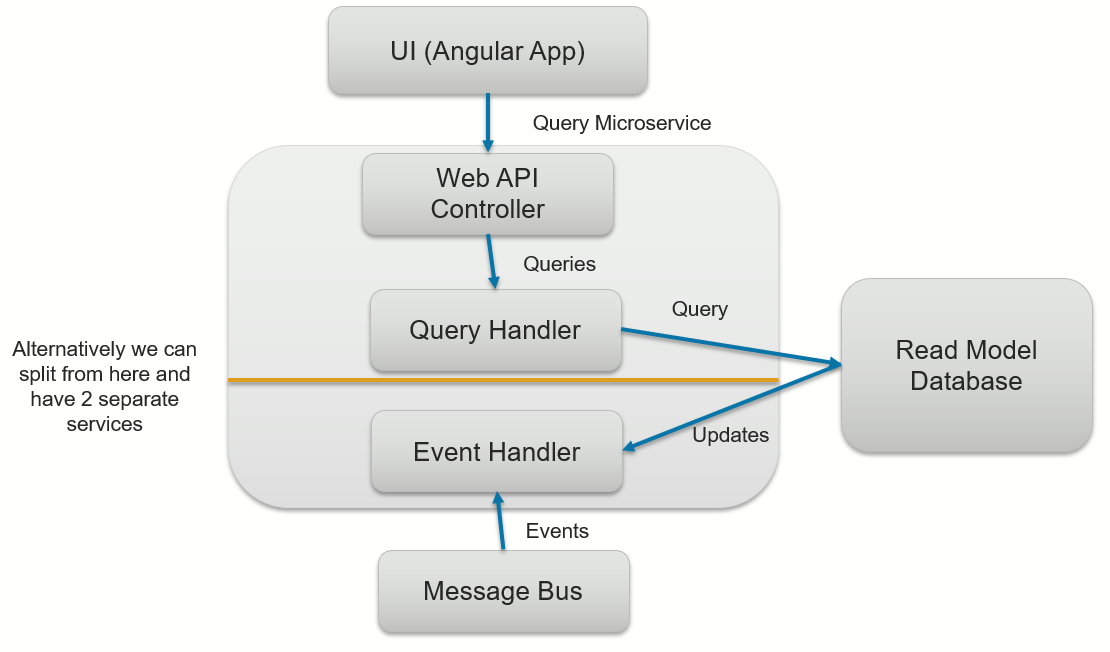 UI (Angular App)
Query Microservice
Web API
Controller
Queries
Query Handler
Query
Read Model
Database
Alternatively we can
split from here and
have 2 separate
services
Event Handler
Updates
Events
Message Bus